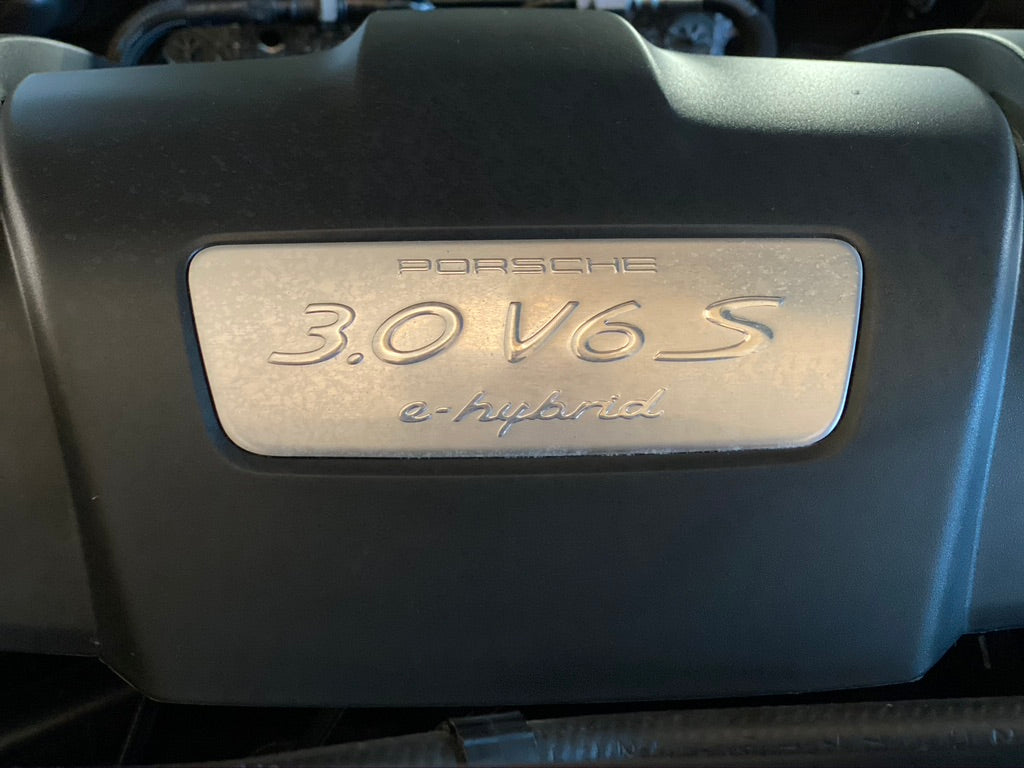 PORSCHE
3.0 V6 S
e-hybrid